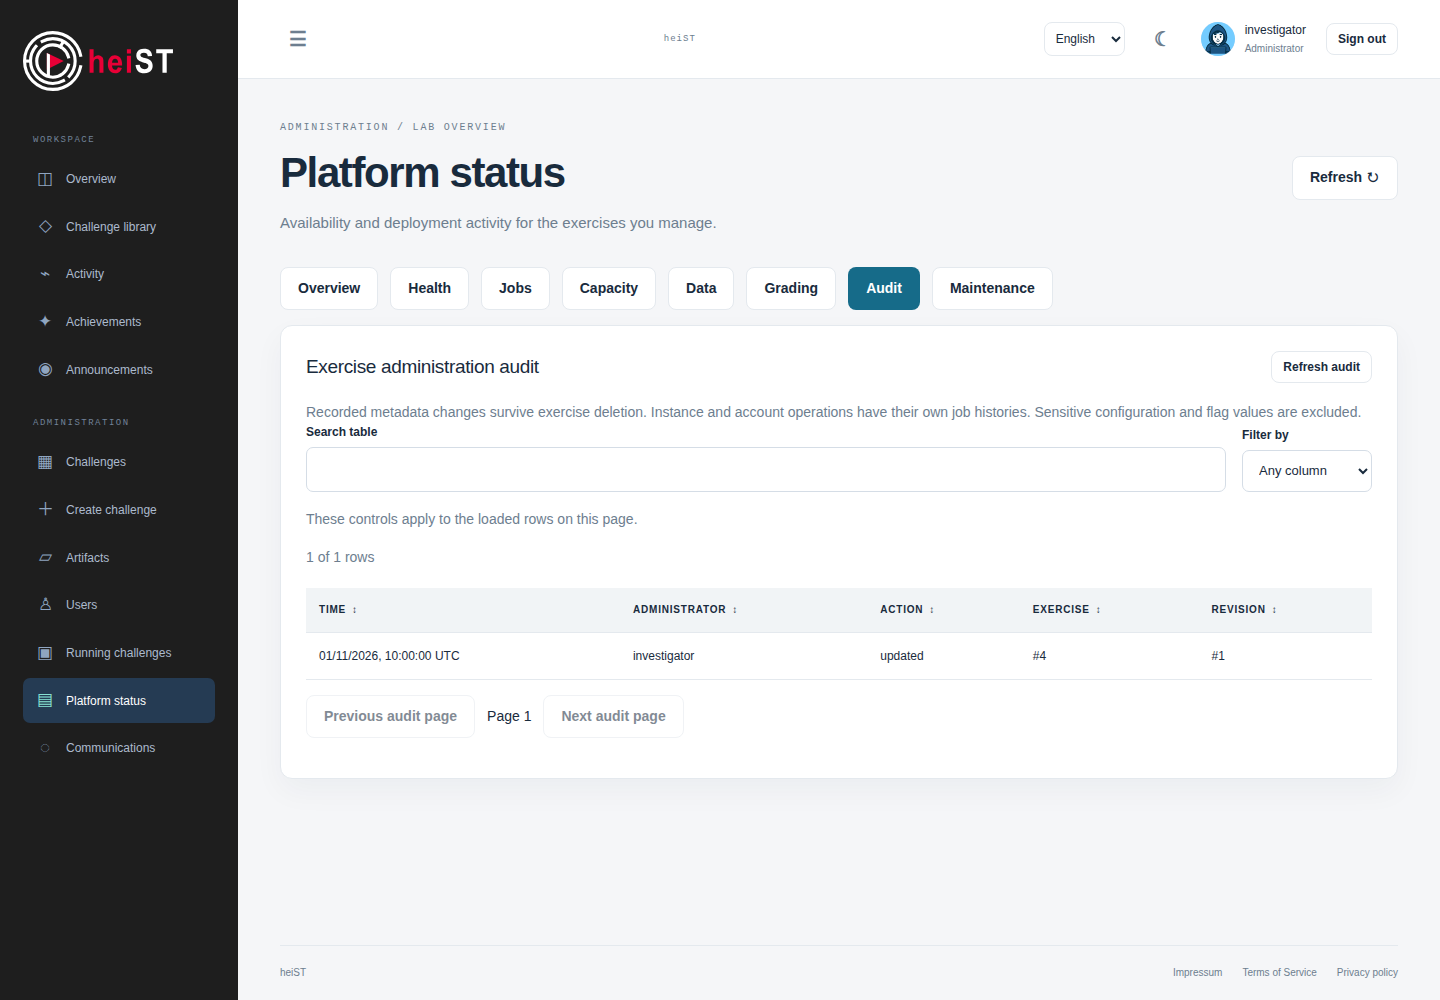 heiST
WORKSPACE
Overview
Challenge library
Activity
Achievements
Announcements
ADMINISTRATION
Challenges
Create challenge
Artifacts
Users
Running challenges
Platform status
Communications
heiST
English
investigator
Administrator
Sign out
ADMINISTRATION / LAB OVERVIEW
Platform status
Refresh ↻
Availability and deployment activity for the exercises you manage.
Overview Health Jobs Capacity Data Grading Audit Maintenance
Exercise administration audit
Refresh audit
Recorded metadata changes survive exercise deletion. Instance and account operations have their own job histories. Sensitive configuration and flag values are excluded.
Search table
Filter by
Any column
These controls apply to the loaded rows on this page.
1 of 1 rows
TIME ↕ ADMINISTRATOR ↕ ACTION ↕ EXERCISE ↕ REVISION ↕
01/11/2026, 10:00:00 UTC investigator updated #4 #1
Previous audit page Page 1 Next audit page
heiST
Impressum Terms of Service Privacy policy